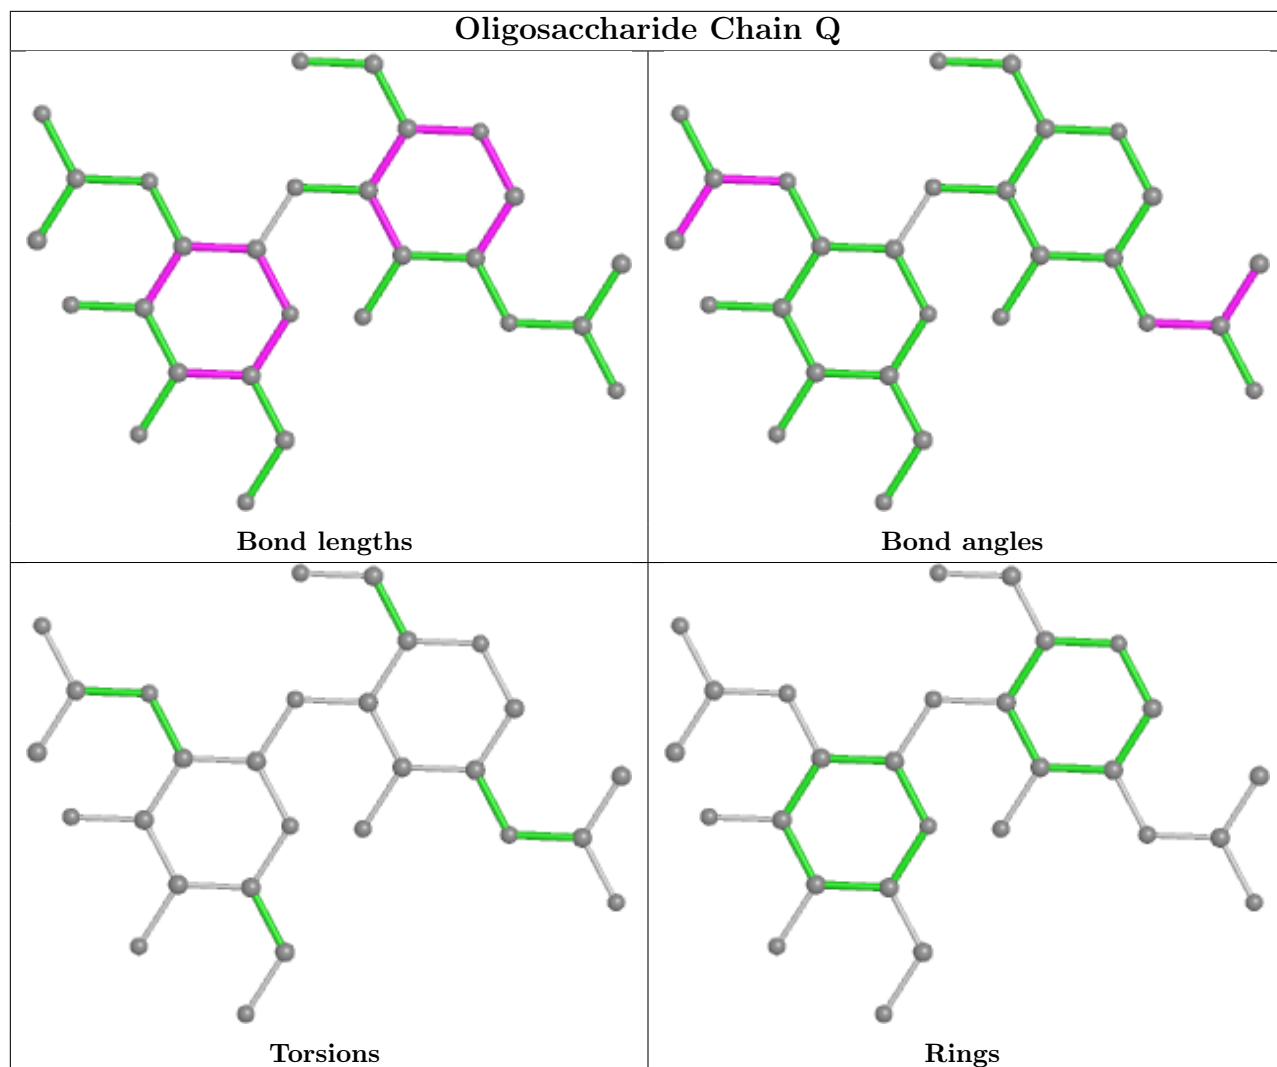 Oligosaccharide Chain Q
Bond lengths
Bond angles
Torsions
Rings